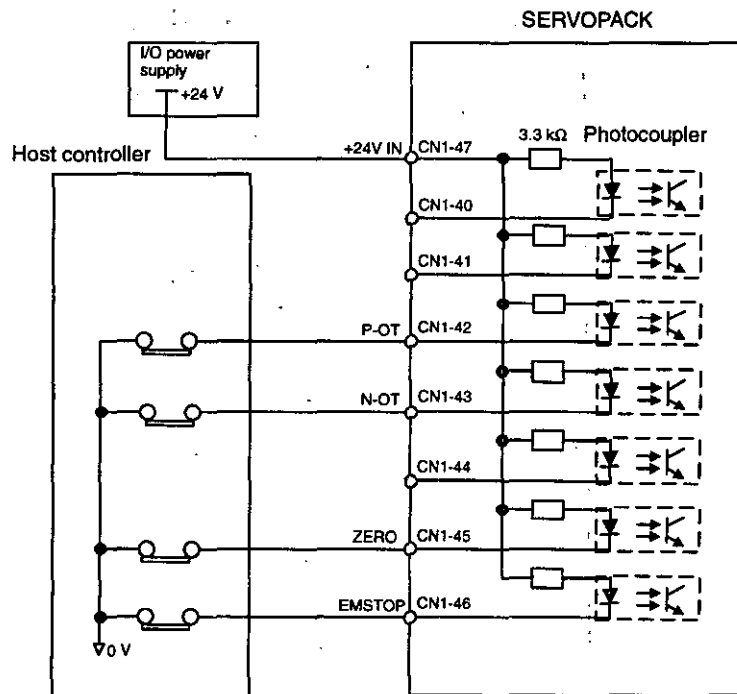 SERVOPACK
I/O power
supply
+24 V
Host controller
+24V IN
CN1-47
3.3 kΩ
Photocoupler
CN1-40
CN1-41
P-OT
CN1-42
N-OT
CN1-43
CN1-44
ZERO
CN1-45
EMSTOP
CN1-46
0 V